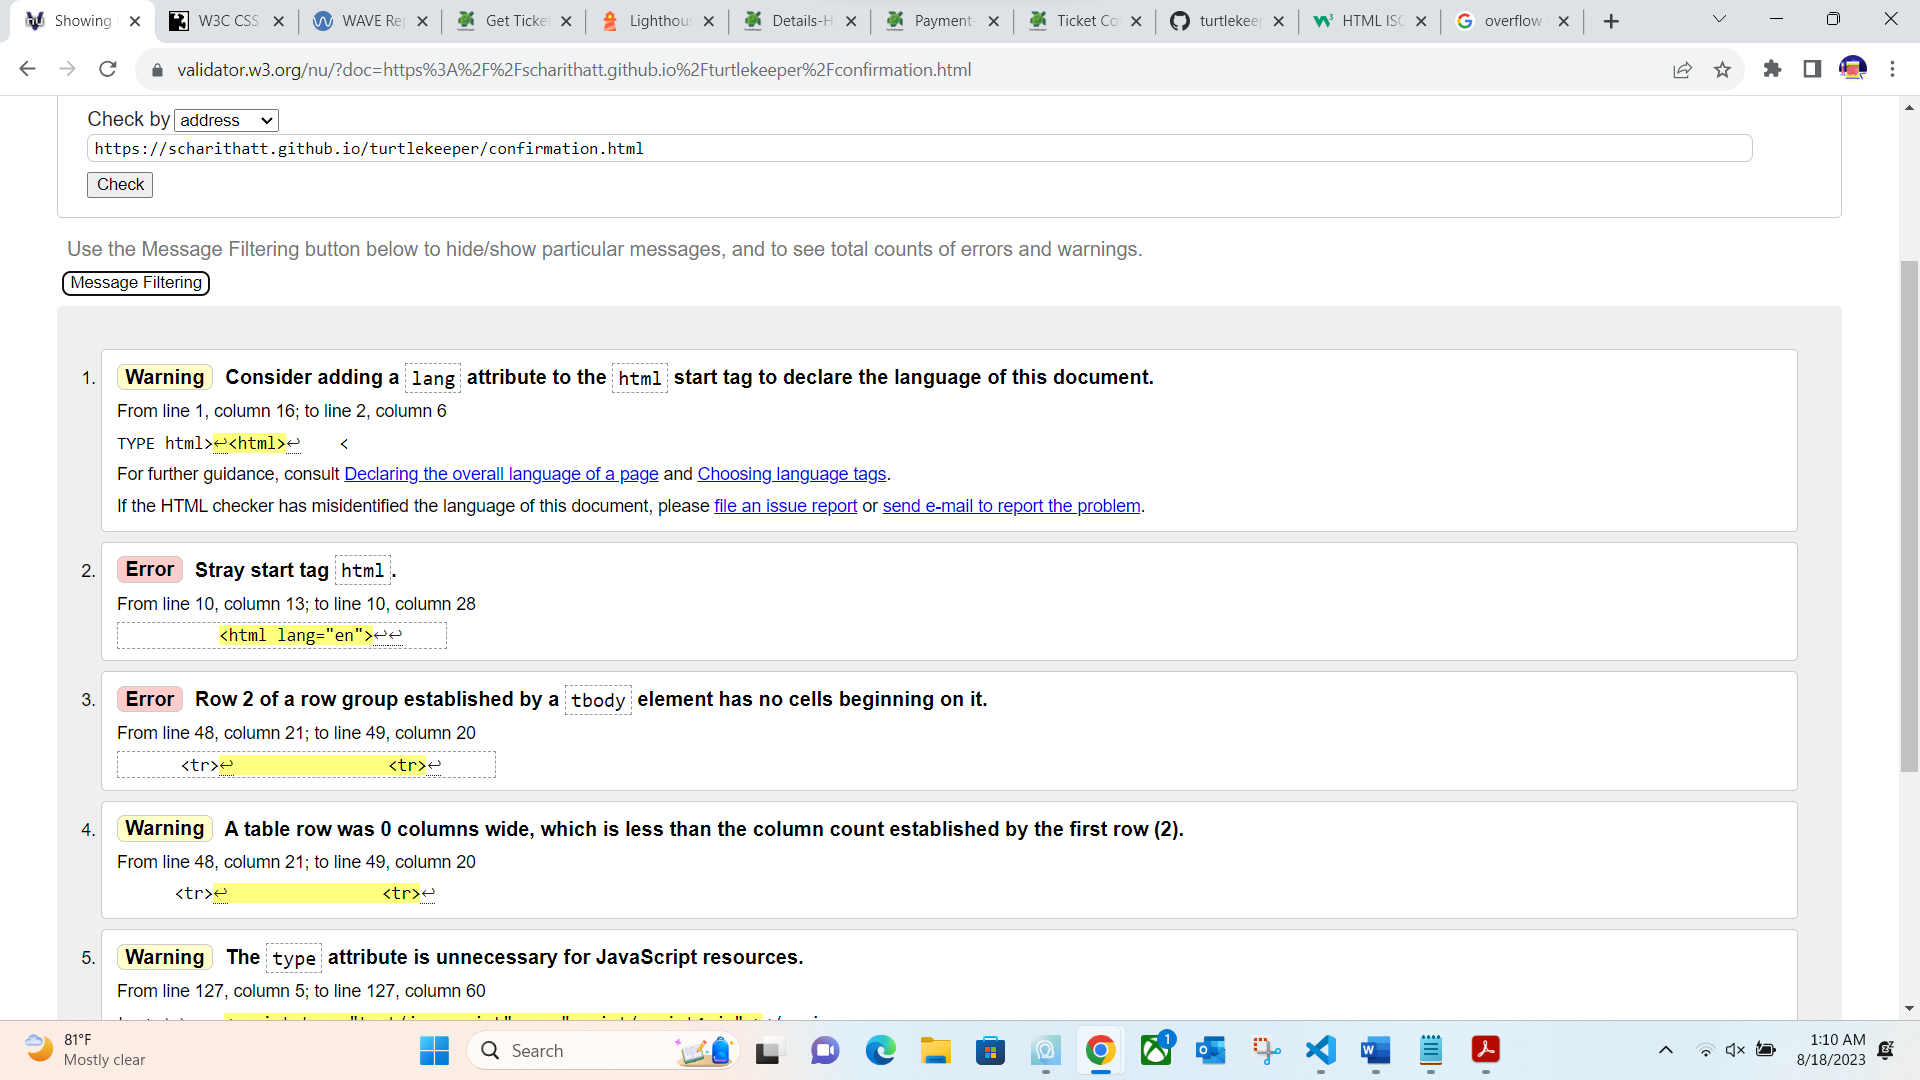 Showing
W3C CSS
WAVE Re
Get Ticke
Lighthou
Details-H
Payment-
Ticket Co
turtlekeep
HTML ISO
overflow
validator.w3.org/nu/?doc=https%3A%2F%2Fscharithatt.github.io%2Fturtlekeeper%2Fconfirmation.html
Check by address
https://scharithatt.github.io/turtlekeeper/confirmation.html
Check
Use the Message Filtering button below to hide/show particular messages, and to see total counts of errors and warnings.
Message Filtering
1. Warning Consider adding a lang attribute to the html start tag to declare the language of this document.
From line 1, column 16; to line 2, column 6
TYPE html>↩<html>↩    <
For further guidance, consult Declaring the overall language of a page and Choosing language tags.
If the HTML checker has misidentified the language of this document, please file an issue report or send e-mail to report the problem.
2. Error Stray start tag html.
From line 10, column 13; to line 10, column 28
<html lang="en">↩↩
3. Error Row 2 of a row group established by a tbody element has no cells beginning on it.
From line 48, column 21; to line 49, column 20
<tr>↩                <tr>↩
4. Warning A table row was 0 columns wide, which is less than the column count established by the first row (2).
From line 48, column 21; to line 49, column 20
<tr>↩                <tr>↩
5. Warning The type attribute is unnecessary for JavaScript resources.
From line 127, column 5; to line 127, column 60
81°F
Mostly clear
Search
1
1:10 AM
8/18/2023